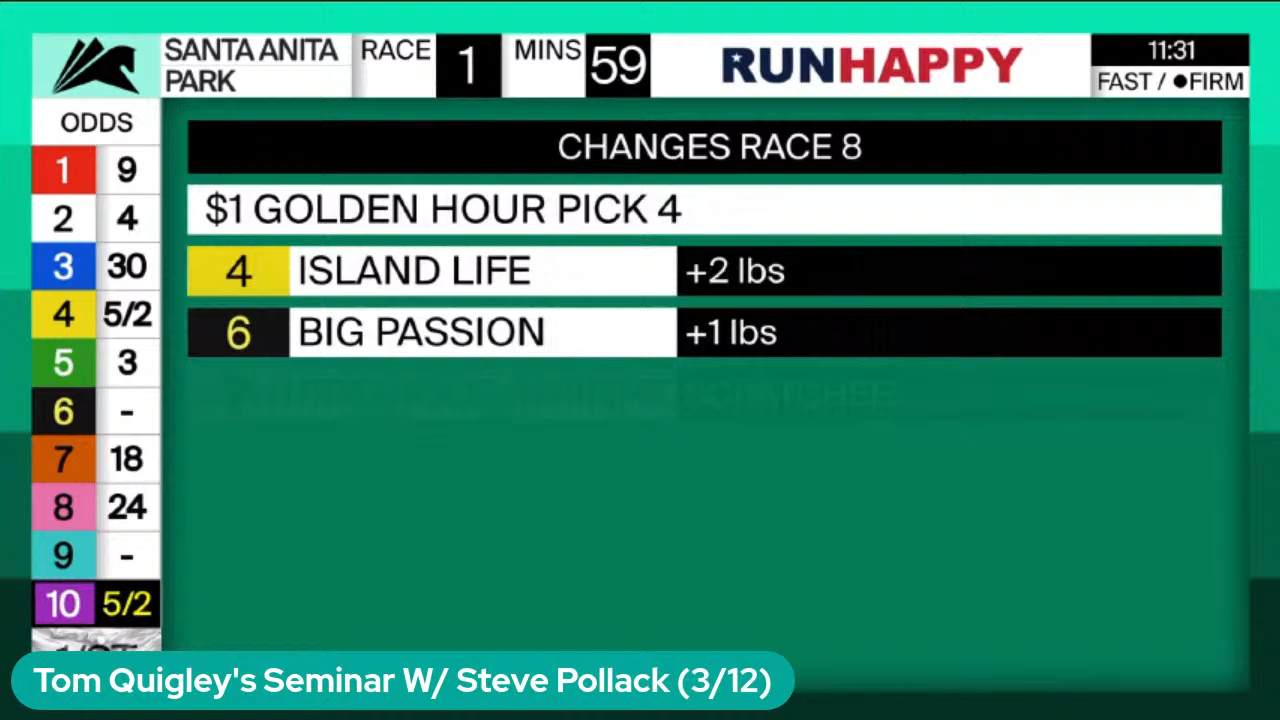 SANTA ANITA PARK
RACE 1
MINS 59
RUNHAPPY
11:31
FAST / ●FIRM
ODDS
1 9
2 4
3 30
4 5/2
5 3
6 -
7 18
8 24
9 -
10 5/2
CHANGES RACE 8
$1 GOLDEN HOUR PICK 4
4 ISLAND LIFE +2 lbs
6 BIG PASSION +1 lbs
Tom Quigley's Seminar W/ Steve Pollack (3/12)